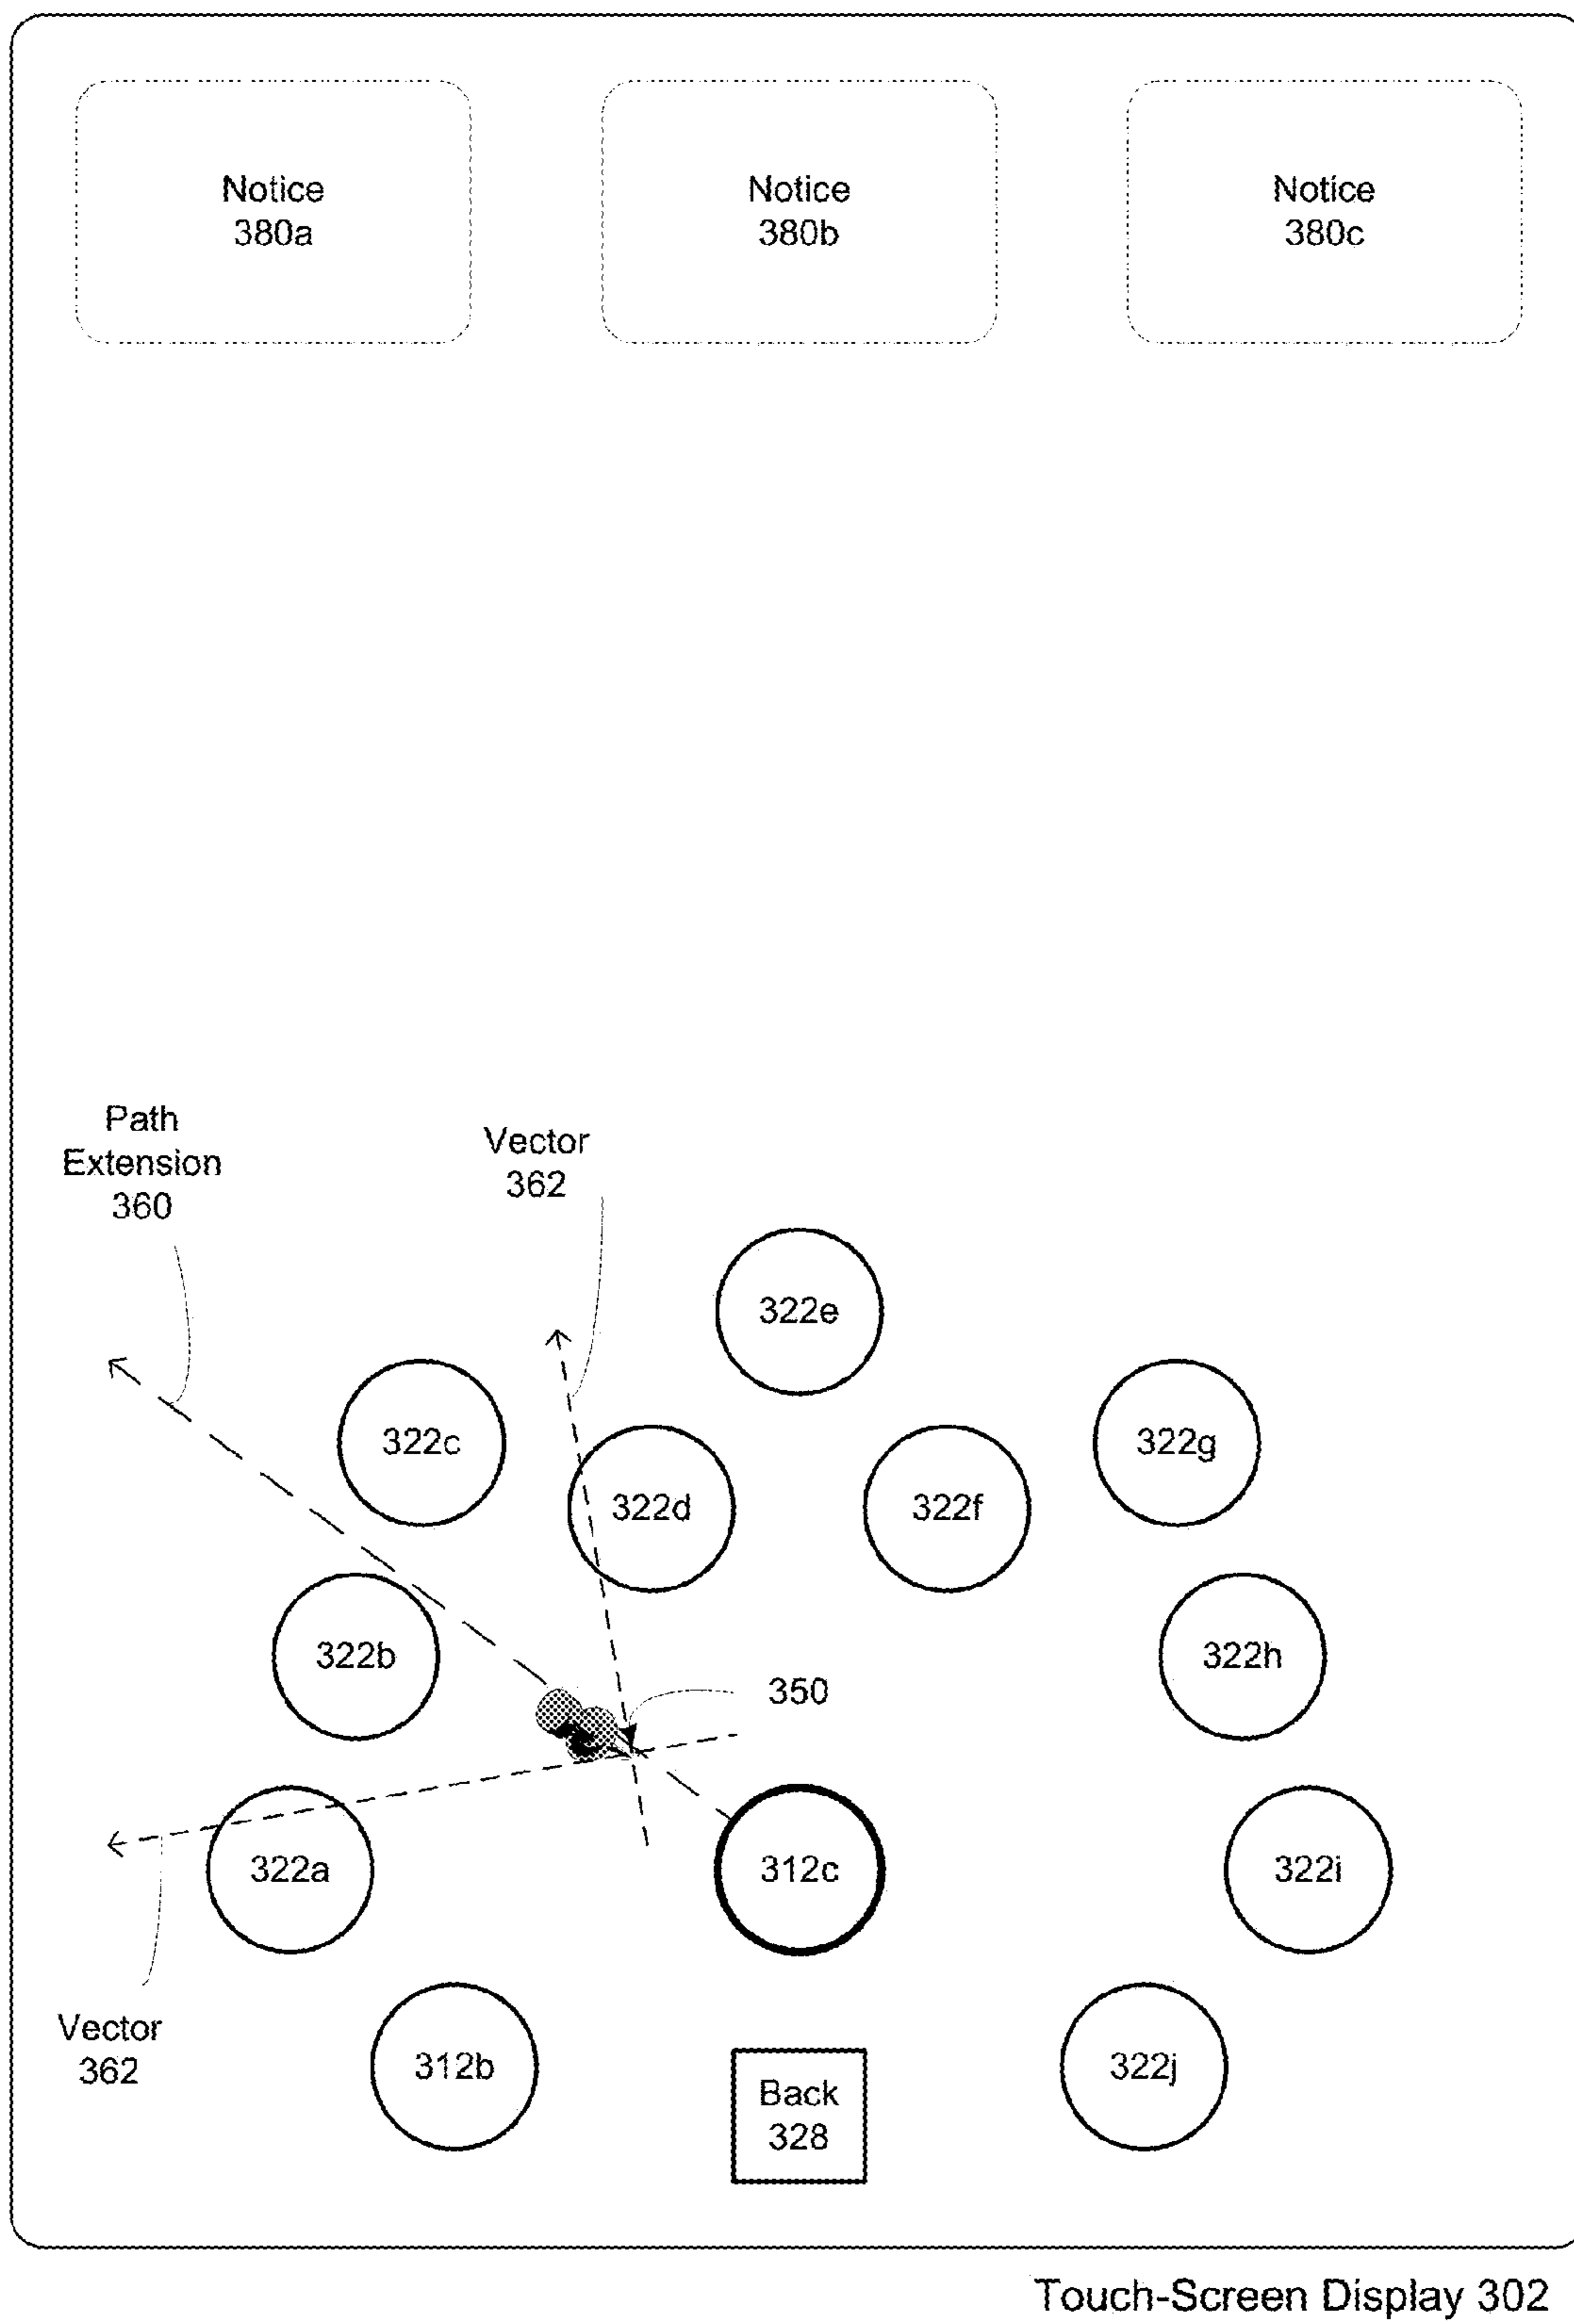 Notice
380a
Notice
380b
Notice
380c
Path
Extension
360
Vector
362
322e
322c
322g
322d
322f
322b
322h
350
322a
312c
322i
Vector
362
312b
Back
328
322j
Touch-Screen Display 302